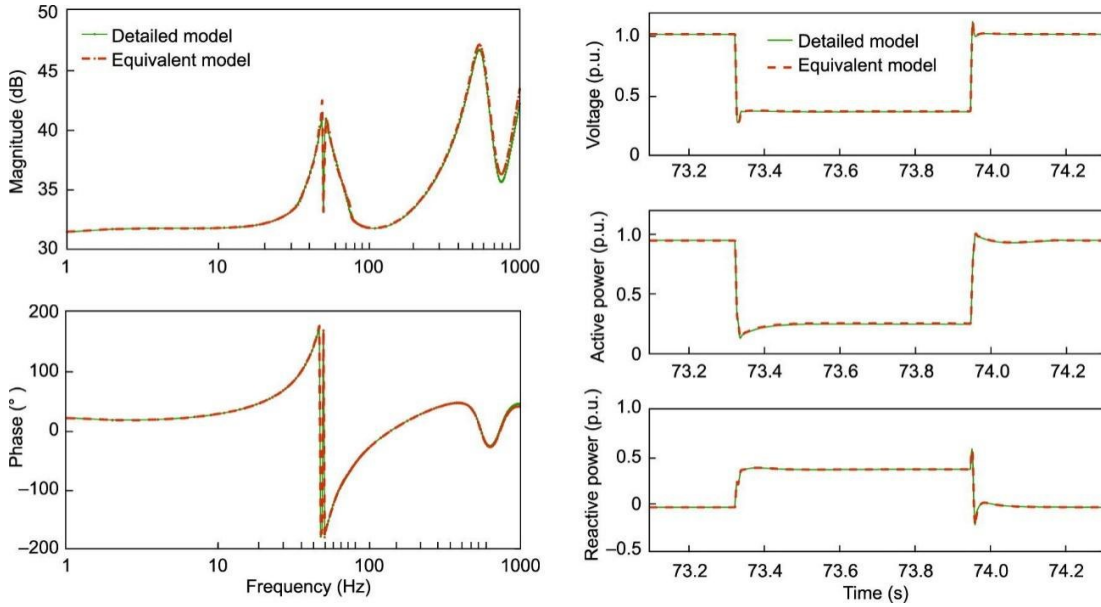 50
45
40
35
30
Magnitude (dB)
Detailed model
Equivalent model
1 10 100 1000
200
100
0
–100
–200
Phase (°)
1 10 100 1000
Frequency (Hz)
1.0
0.5
0
Voltage (p.u.)
Detailed model
Equivalent model
73.2 73.4 73.6 73.8 74.0 74.2
1.0
0.5
0
Active power (p.u.)
73.2 73.4 73.6 73.8 74.0 74.2
1.0
0.5
0
–0.5
Reactive power (p.u.)
73.2 73.4 73.6 73.8 74.0 74.2
Time (s)